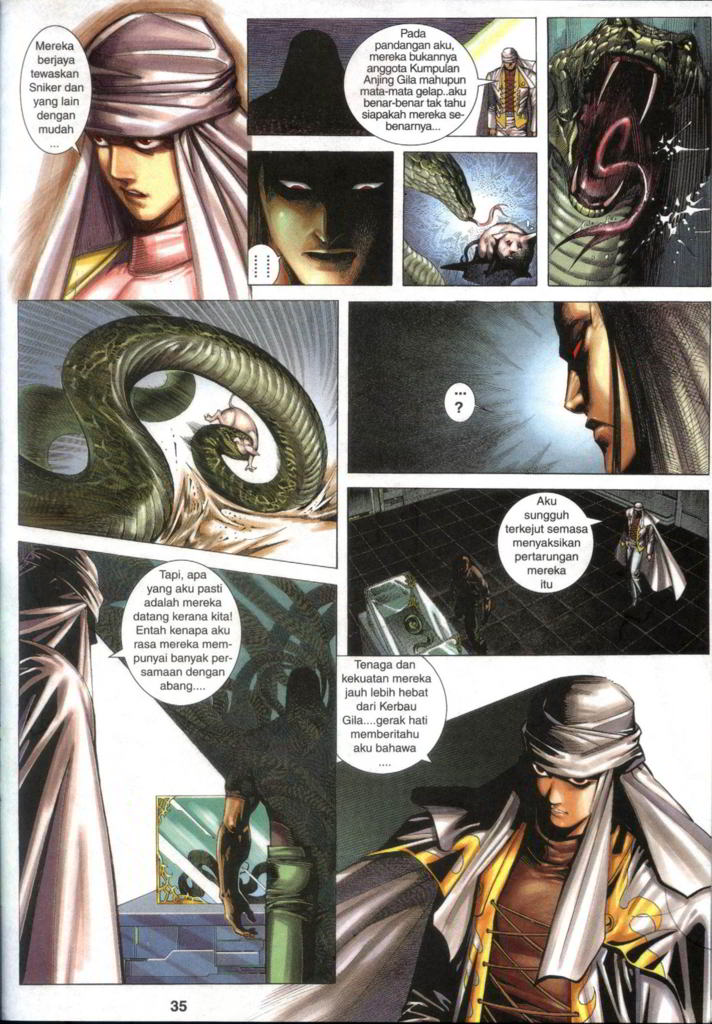 Mereka
berjaya
tewaskan
Sniker dan
yang lain
dengan
mudah
Pada
pandangan aku,
mereka bukannya
anggota Kumpulan
Anjing Gila mahupun
mata-mata gelap..aku
benar-benar tak tahu
siapakah mereka se-
benarnya...
...
?
Aku
sungguh
terkejut semasa
menyaksikan
pertarungan
mereka
itu
Tapi, apa
yang aku pasti
adalah mereka
datang kerana kita!
Entah kenapa aku
rasa mereka mem-
punyai banyak per-
samaan dengan
abang....
Tenaga dan
kekuatan mereka
jauh lebih hebat
dari Kerbau
Gila....gerak hati
memberitahu
aku bahawa
....
35